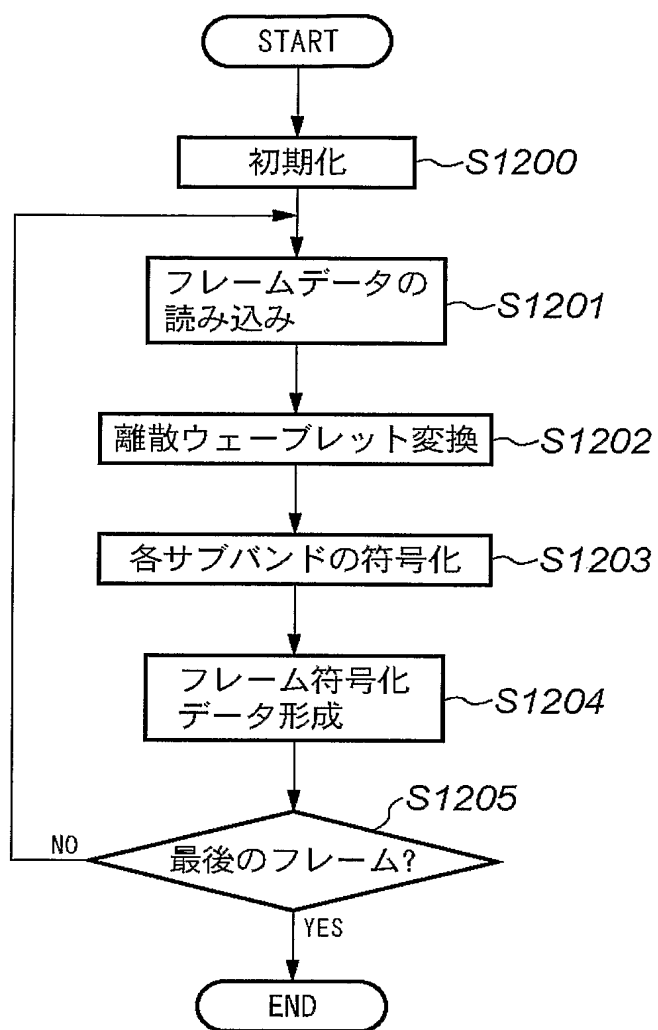 START
初期化
S1200
フレームデータの
読み込み
S1201
離散ウェーブレット変換
S1202
各サブバンドの符号化
S1203
フレーム符号化
データ形成
S1204
S1205
最後のフレーム?
NO
YES
END